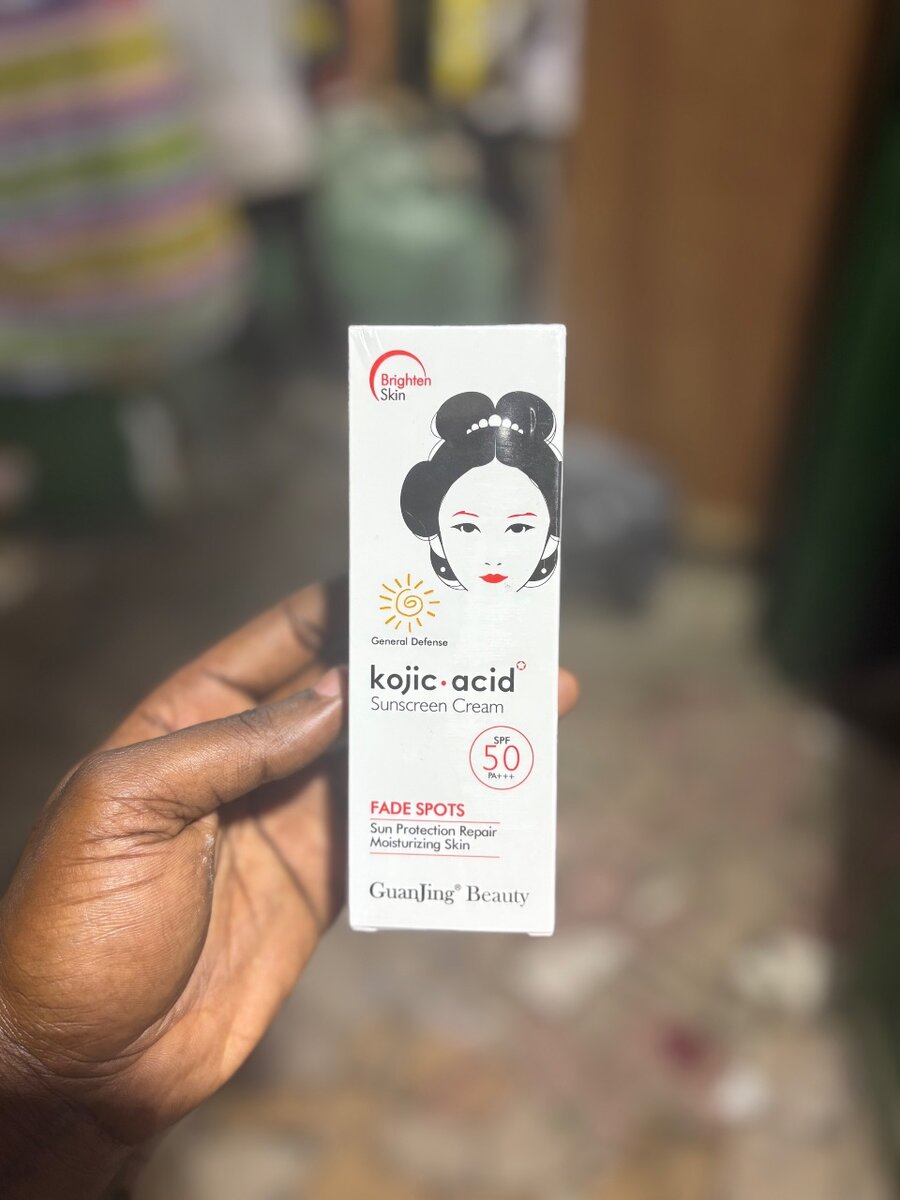 Brighten
Skin
General Defense
kojic·acid
Sunscreen Cream
SPF
50
PA+++
FADE SPOTS
Sun Protection Repair
Moisturizing Skin
GuanJing® Beauty